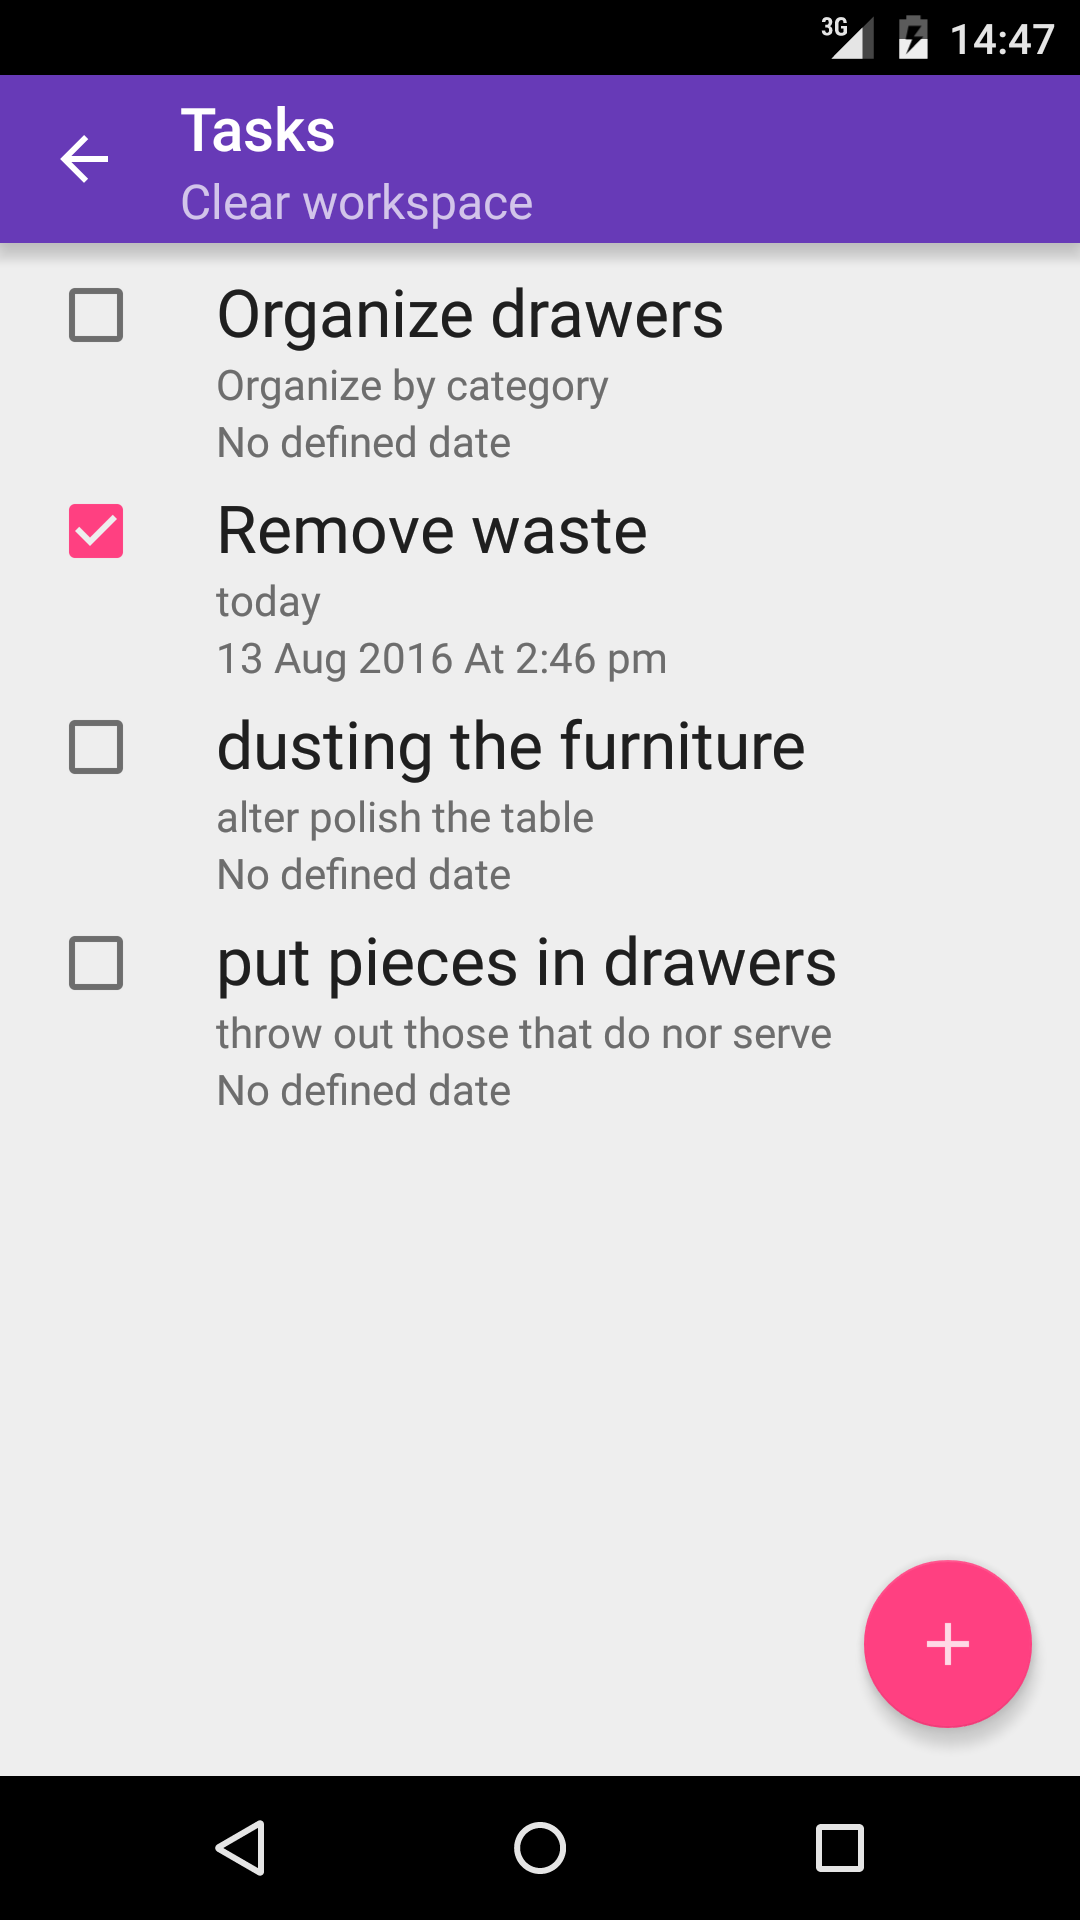 3G 14:47
Tasks
Clear workspace
Organize drawers
Organize by category
No defined date
Remove waste
today
13 Aug 2016 At 2:46 pm
dusting the furniture
alter polish the table
No defined date
put pieces in drawers
throw out those that do nor serve
No defined date